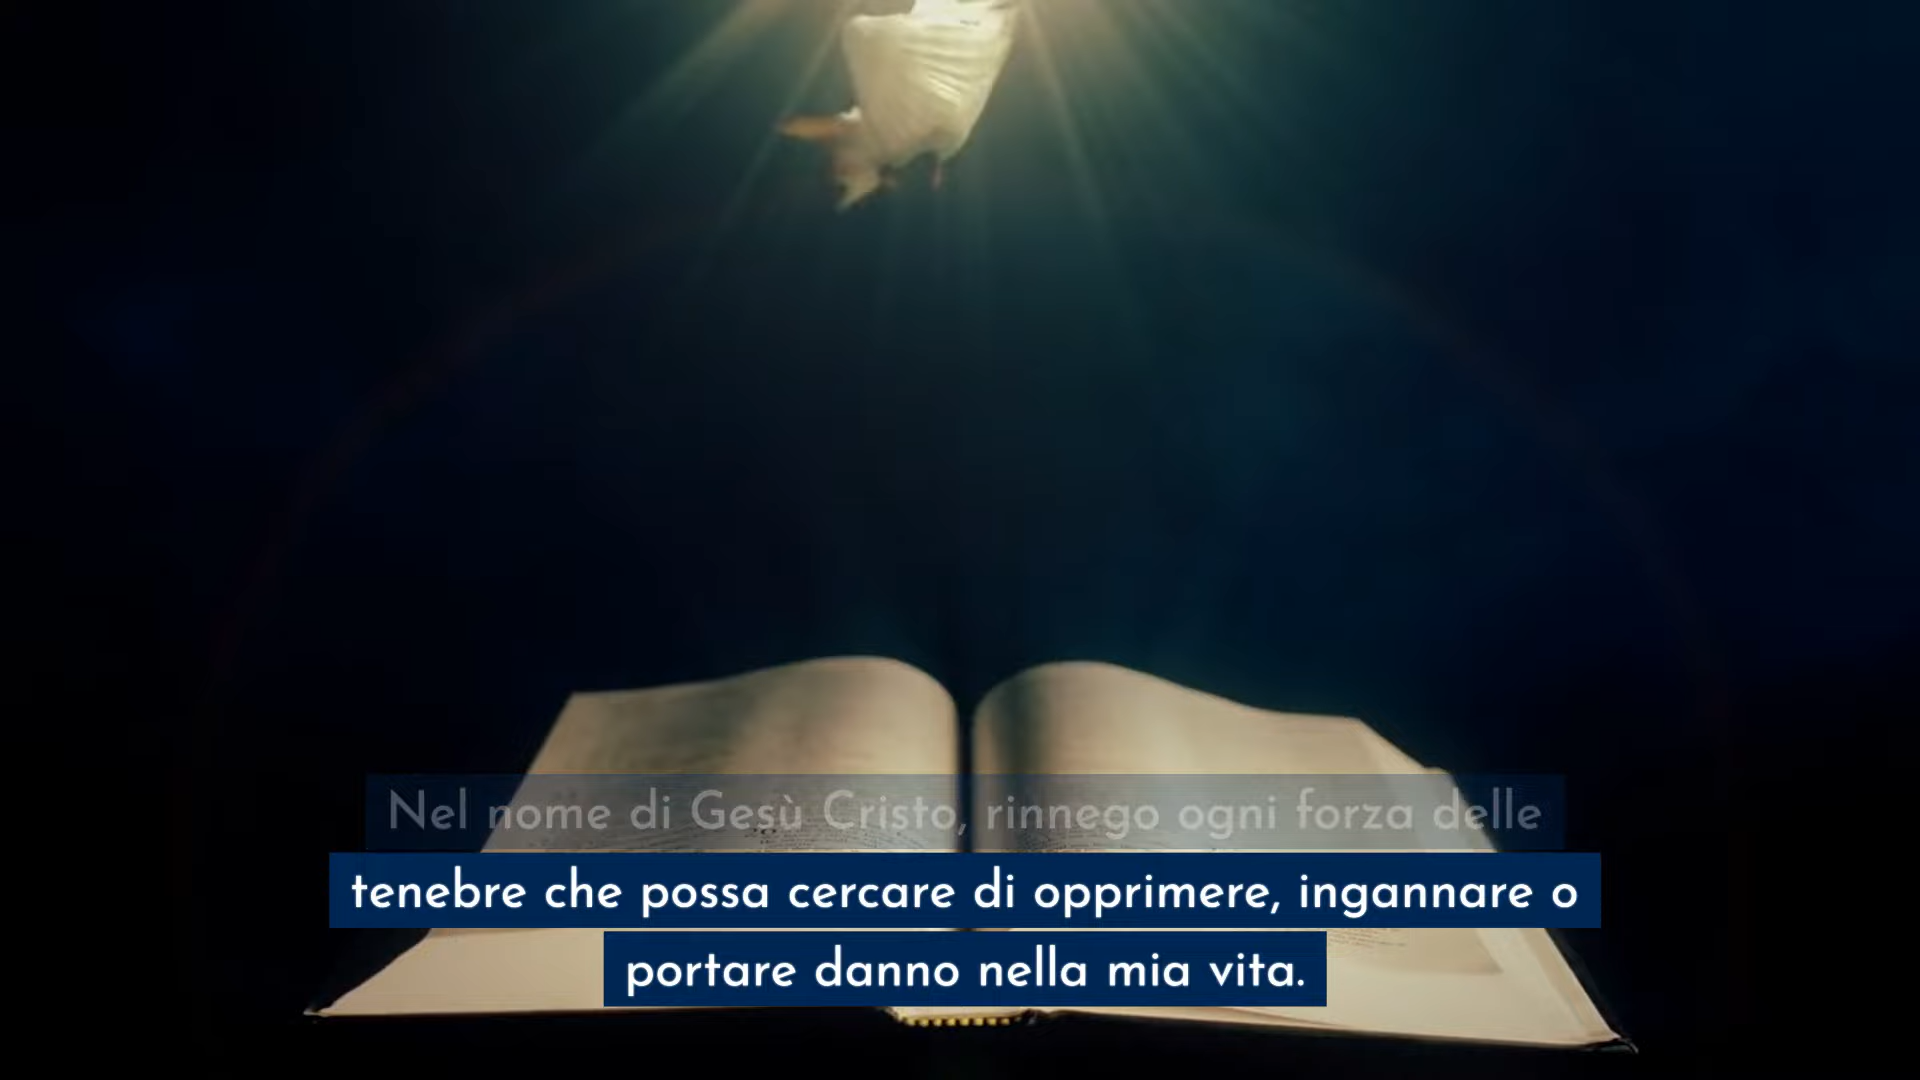 Nel nome di Gesù Cristo, rinnego ogni forza delle
tenebre che possa cercare di opprimere, ingannare o
portare danno nella mia vita.